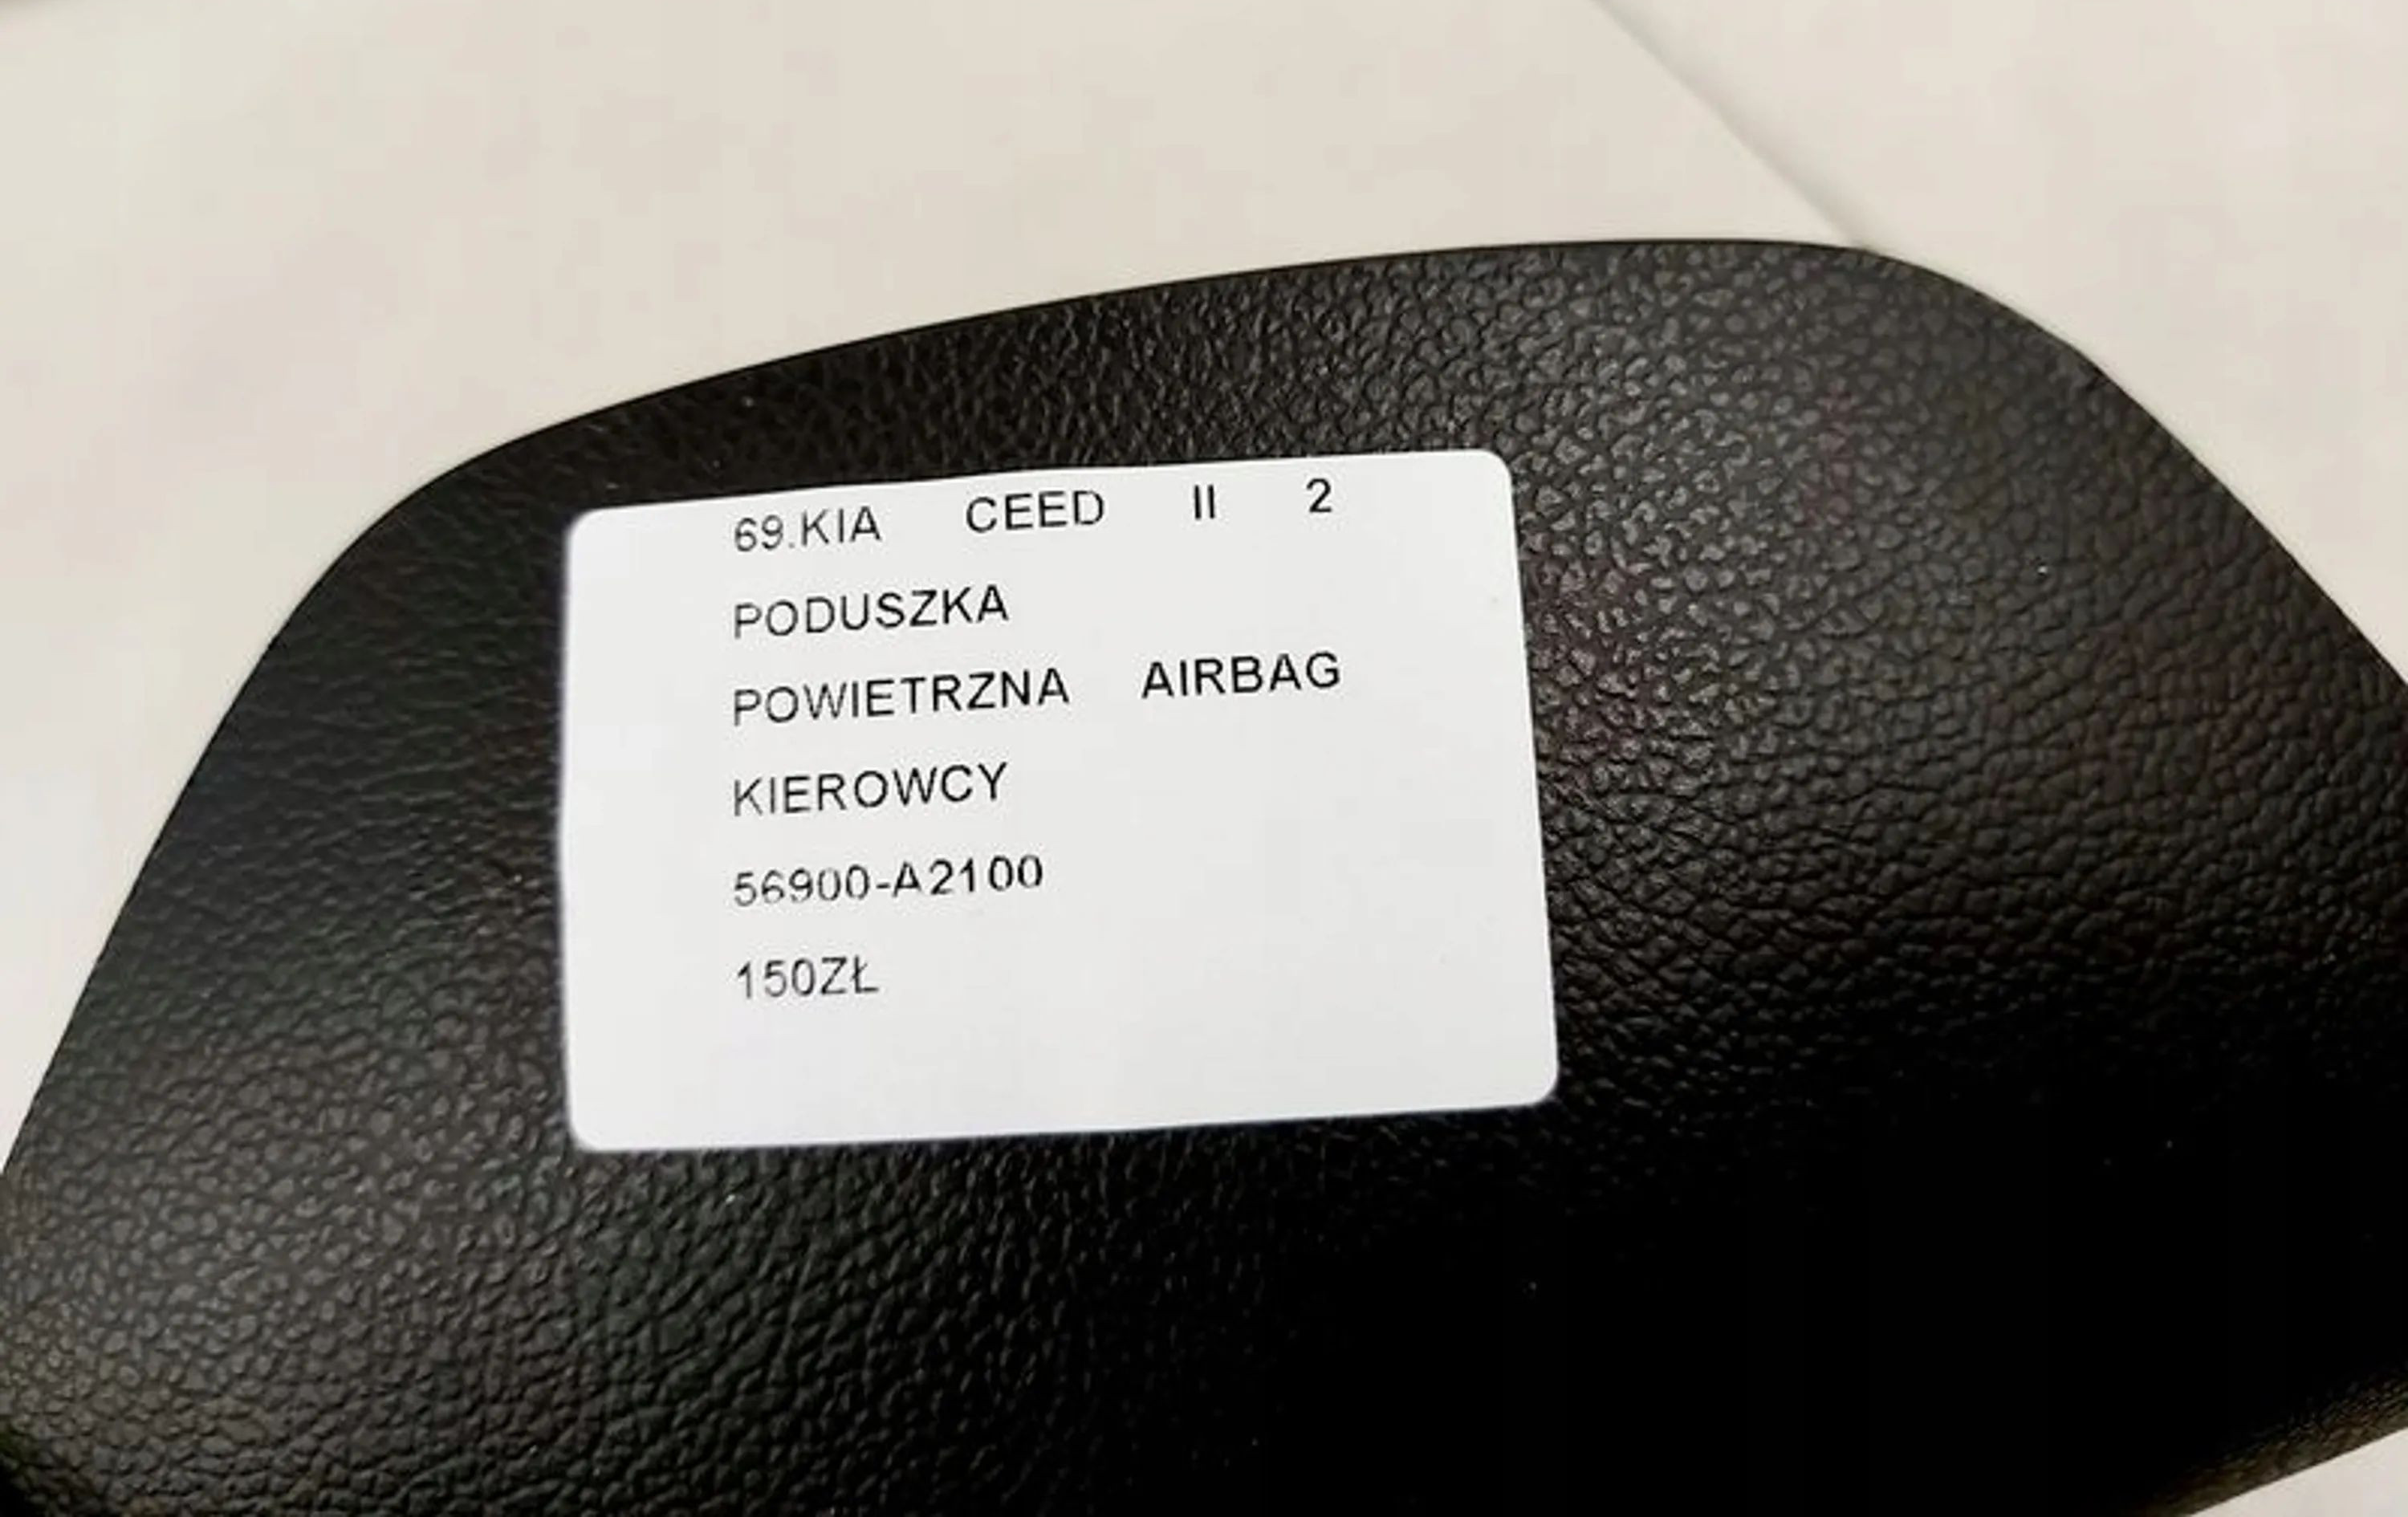 69.KIA CEED II 2
PODUSZKA
POWIETRZNA AIRBAG
KIEROWCY
56900-A2100
150ZŁ